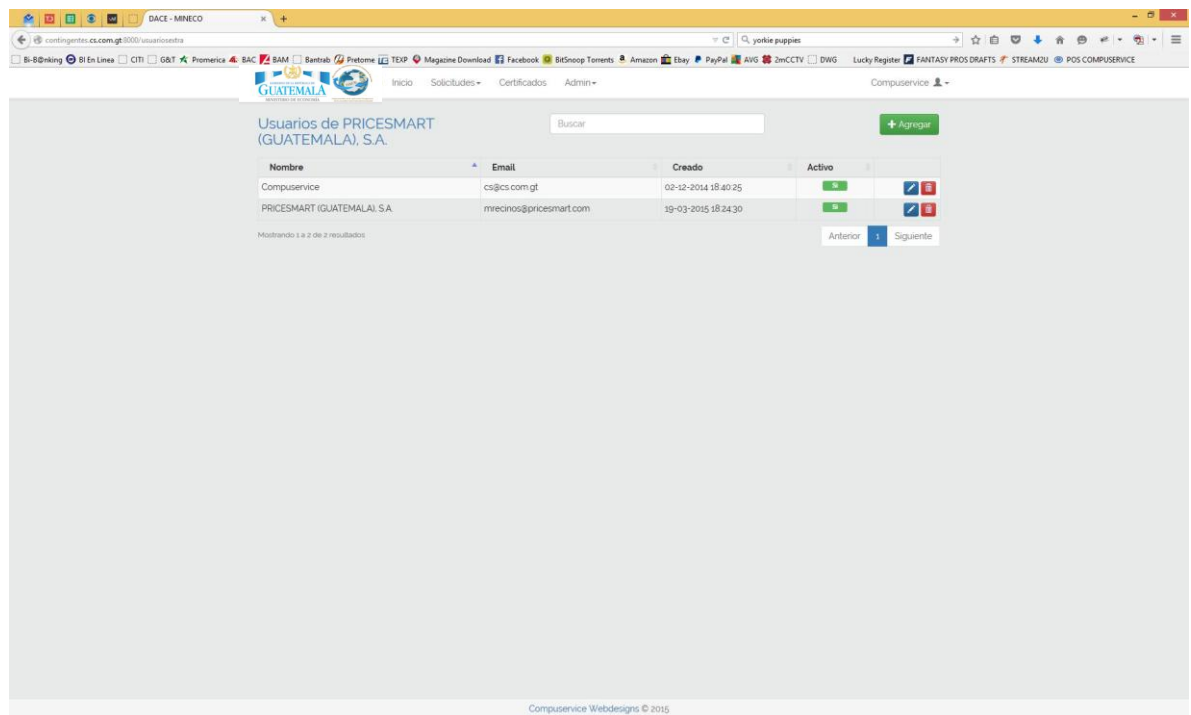 DACE - MINECO
contingentes.cs.com.gt:8000/usuariosextra
yorkie puppies
Bi-B@nking BI En Linea CITI G&T Promerica BAC BAM Bantrab Pretome TEXP Magazine Download Facebook BitSnoop Torrents Amazon Ebay PayPal AVG 2mCCTV DWG Lucky Register FANTASY PROS DRAFTS STREAM2U POS COMPUSERVICE
GUATEMALA
MINISTERIO DE ECONOMÍA
Inicio Solicitudes Certificados Admin
Compuservice
Usuarios de PRICESMART
(GUATEMALA), S.A.
Buscar
+ Agregar
Nombre Email Creado Activo
Compuservice cs@cs.com.gt 02-12-2014 18:40:25 Si
PRICESMART (GUATEMALA), S.A. mrecinos@pricesmart.com 19-03-2015 18:24:30 Si
Mostrando 1 a 2 de 2 resultados
Anterior 1 Siguiente
Compuservice Webdesigns © 2015